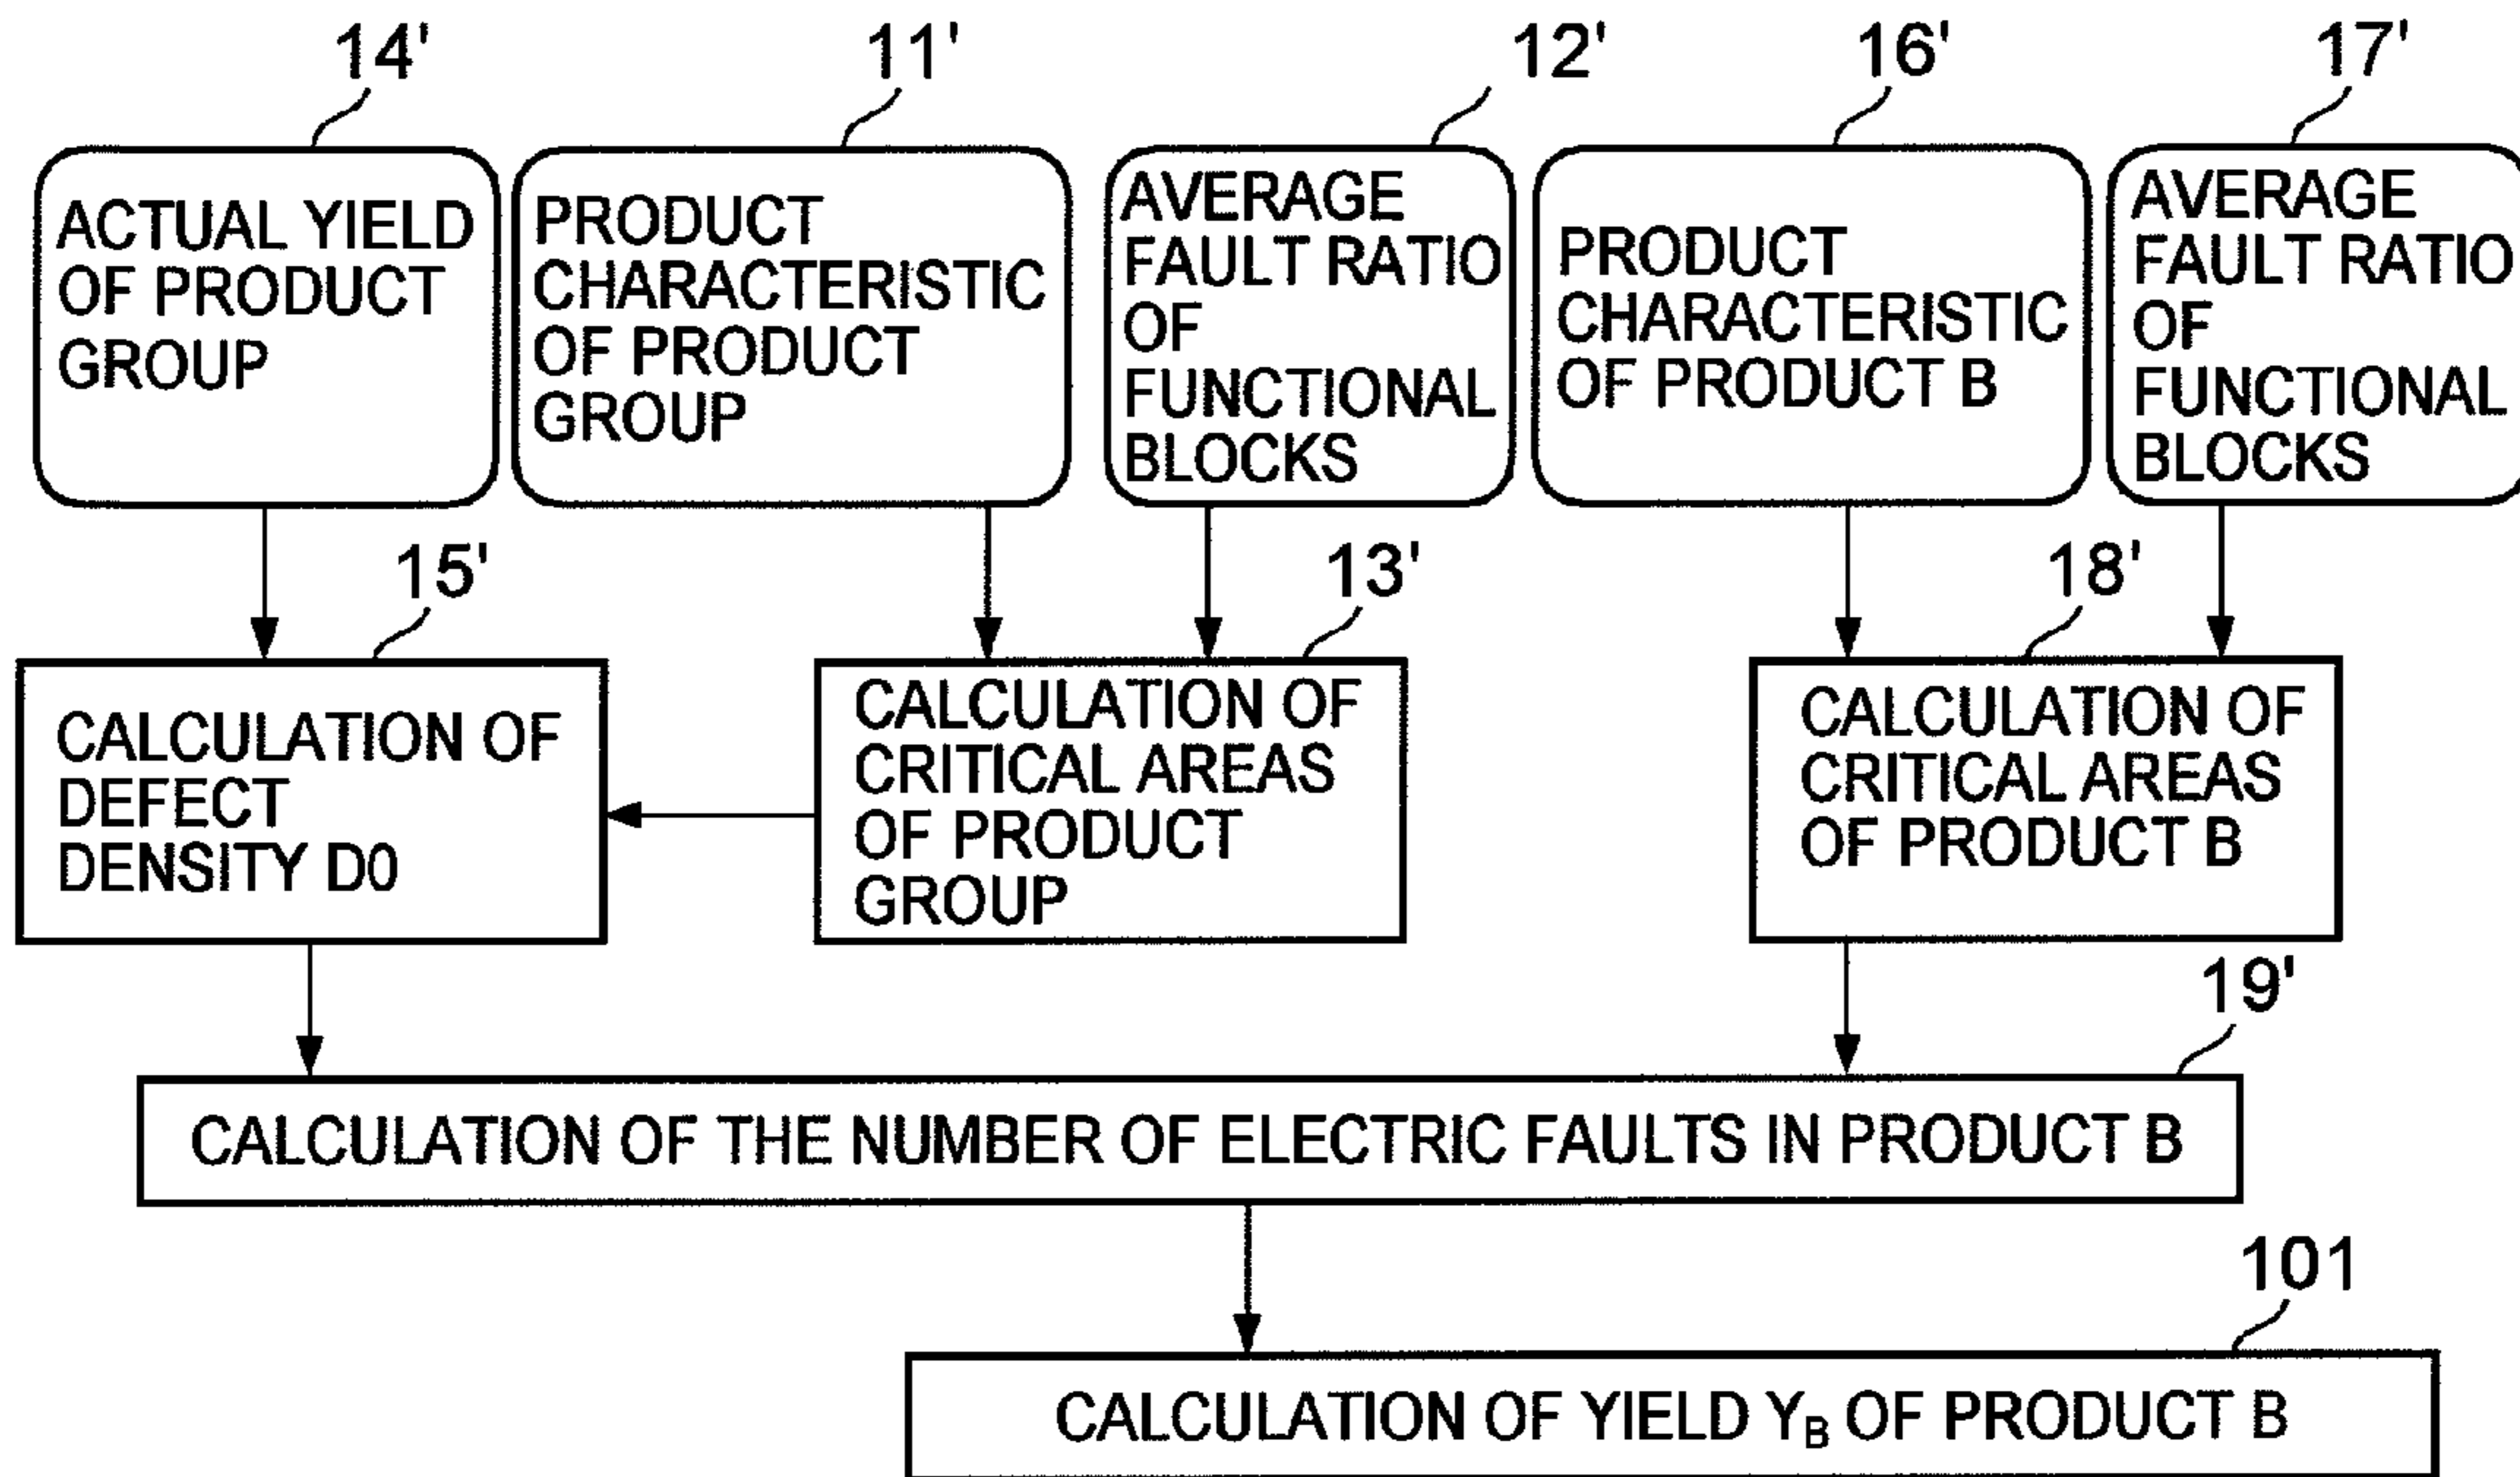 14'
11'
12'
16'
17'
ACTUAL YIELD
OF PRODUCT
GROUP
PRODUCT
CHARACTERISTIC
OF PRODUCT
GROUP
AVERAGE
FAULT RATIO
OF
FUNCTIONAL
BLOCKS
PRODUCT
CHARACTERISTIC
OF PRODUCT B
AVERAGE
FAULT RATIO
OF
FUNCTIONAL
BLOCKS
15'
13'
18'
CALCULATION OF
DEFECT
DENSITY D0
CALCULATION OF
CRITICAL AREAS
OF PRODUCT
GROUP
CALCULATION OF
CRITICAL AREAS
OF PRODUCT B
19'
CALCULATION OF THE NUMBER OF ELECTRIC FAULTS IN PRODUCT B
101
CALCULATION OF YIELD Y_B OF PRODUCT B